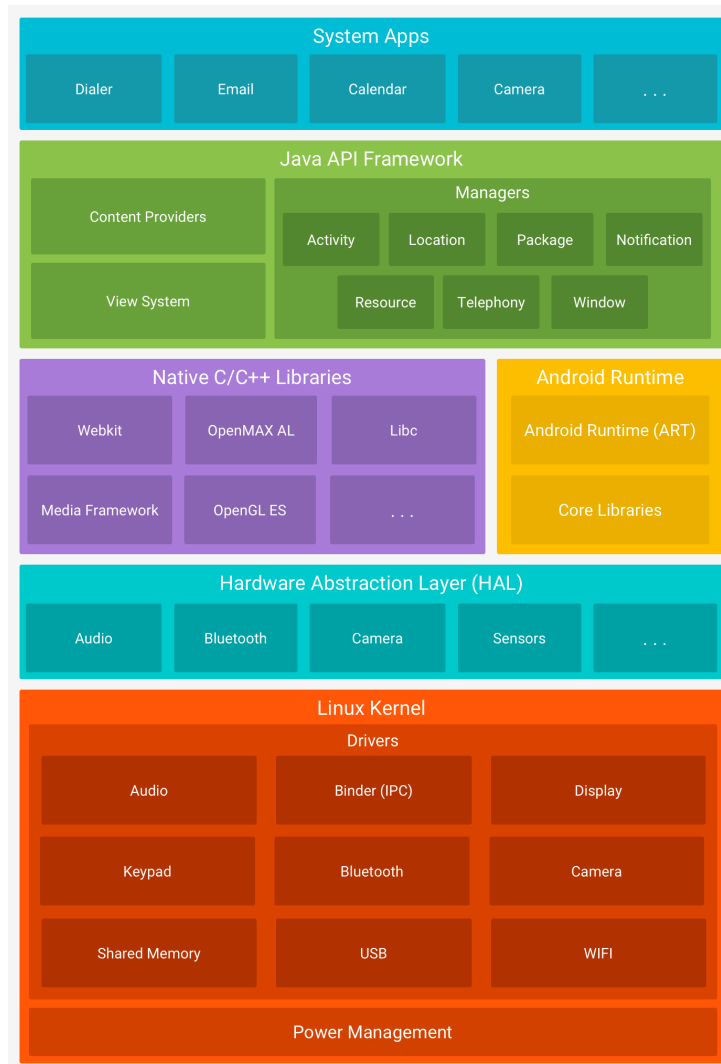 System Apps
Dialer
Email
Calendar
Camera
. . .
Java API Framework
Content Providers
View System
Managers
Activity
Location
Package
Notification
Resource
Telephony
Window
Native C/C++ Libraries
Webkit
OpenMAX AL
Libc
Media Framework
OpenGL ES
. . .
Android Runtime
Android Runtime (ART)
Core Libraries
Hardware Abstraction Layer (HAL)
Audio
Bluetooth
Camera
Sensors
. . .
Linux Kernel
Drivers
Audio
Binder (IPC)
Display
Keypad
Bluetooth
Camera
Shared Memory
USB
WIFI
Power Management